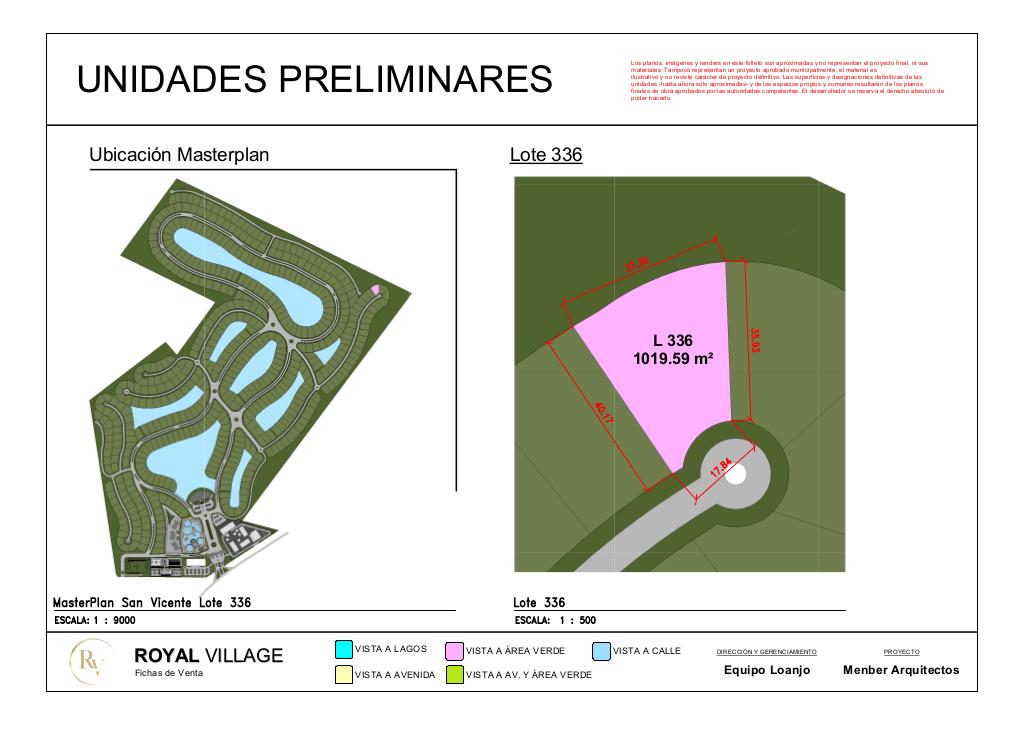 UNIDADES PRELIMINARES
Los planos, imágenes y renders en este folleto son aproximadas y no representan el proyecto final, ni sus
materiales. Tampoco representan un proyecto aprobado municipalmente, el material es
ilustrativo y no reviste carácter de proyecto definitivo. Las superficies y designaciones definitivas de las
unidades -hasta ahora sólo aproximadas- y de los espacios propios y comunes resultarán de los planos
finales de obra aprobados por las autoridades competentes. El desarrollador se reserva el derecho absoluto de
poder hacerlo.
Ubicación Masterplan
Lote 336
37.36
L 336
1019.59 m²
35.93
40.17
17.84
MasterPlan San Vicente Lote 336
ESCALA: 1 : 9000
Lote 336
ESCALA: 1 : 500
RV
ROYAL VILLAGE
Fichas de Venta
VISTA A LAGOS
VISTA A ÁREA VERDE
VISTA A CALLE
VISTA A AVENIDA
VISTA A AV. Y ÁREA VERDE
DIRECCIÓN Y GERENCIAMIENTO
Equipo Loanjo
PROYECTO
Menber Arquitectos